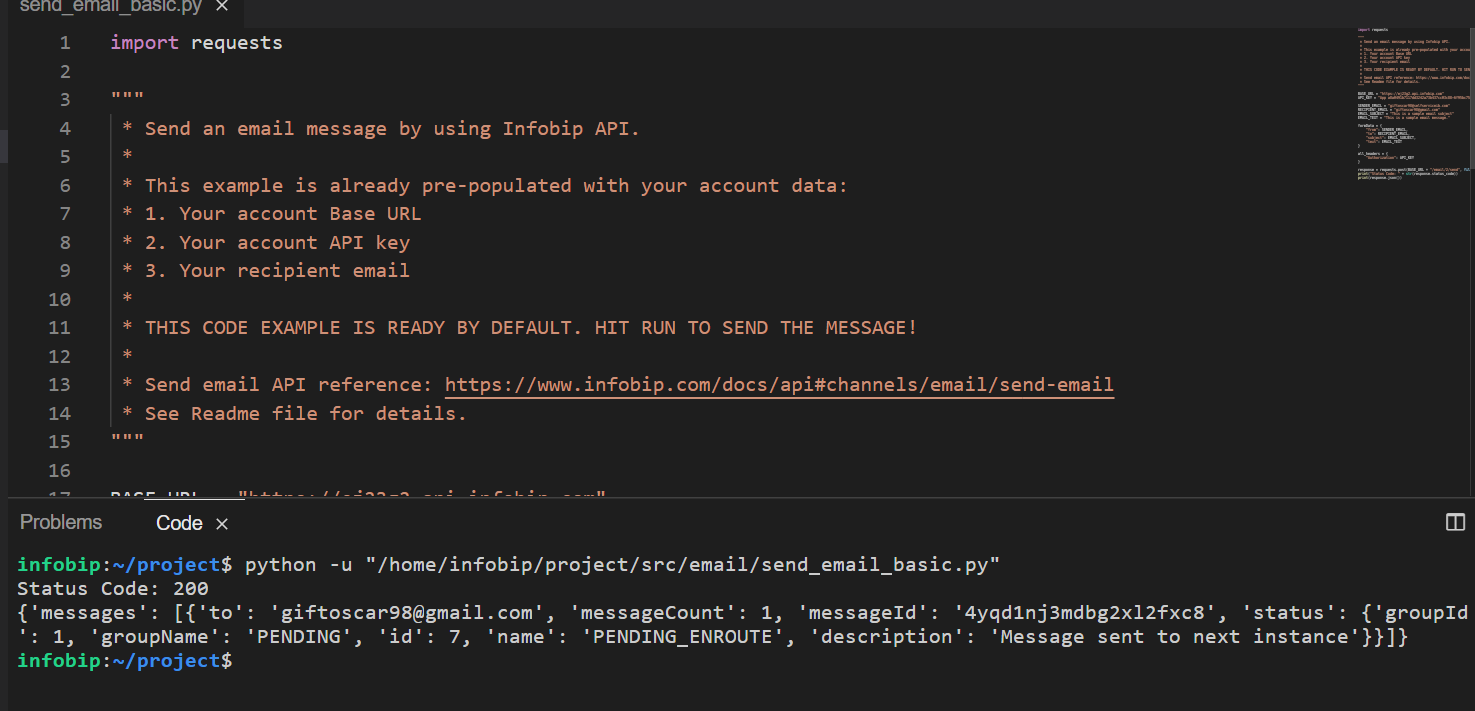 send_email_basic.py ×
1 import requests
2
3 """
4 * Send an email message by using Infobip API.
5 *
6 * This example is already pre-populated with your account data:
7 * 1. Your account Base URL
8 * 2. Your account API key
9 * 3. Your recipient email
10 *
11 * THIS CODE EXAMPLE IS READY BY DEFAULT. HIT RUN TO SEND THE MESSAGE!
12 *
13 * Send email API reference: https://www.infobip.com/docs/api#channels/email/send-email
14 * See Readme file for details.
15 """
16
17 BASE_URL
Problems Code ×
infobip:~/project$ python -u "/home/infobip/project/src/email/send_email_basic.py"
Status Code: 200
{'messages': [{'to': 'giftoscar98@gmail.com', 'messageCount': 1, 'messageId': '4yqd1nj3mdbg2xl2fxc8', 'status': {'groupId
': 1, 'groupName': 'PENDING', 'id': 7, 'name': 'PENDING_ENROUTE', 'description': 'Message sent to next instance'}}]}
infobip:~/project$